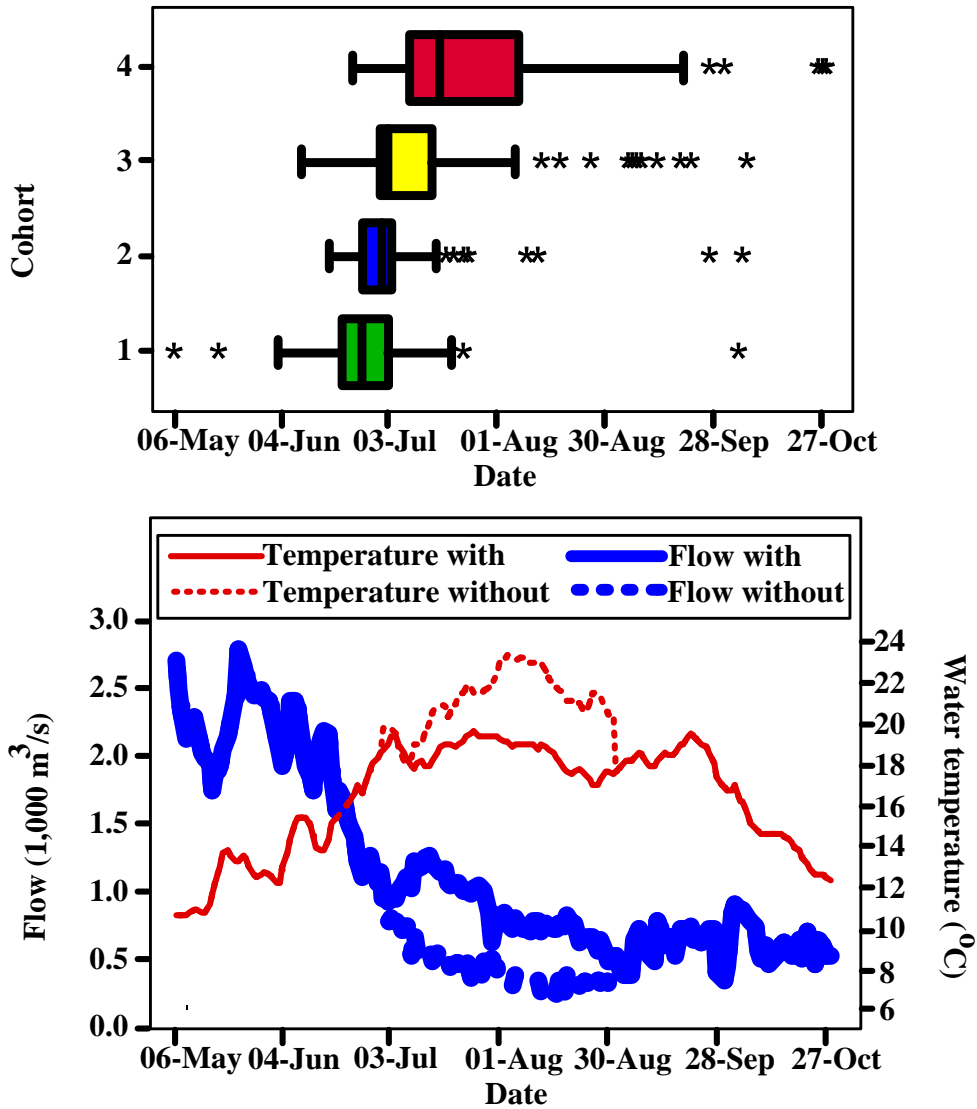 Cohort
4
3
2
1
* * * * *
* * * * * * * * * * *
* * * * * * * *
* * * *
06-May 04-Jun 03-Jul 01-Aug 30-Aug 28-Sep 27-Oct
Date
Temperature with Flow with
Temperature without Flow without
Flow (1,000 m³/s)
3.0
2.5
2.0
1.5
1.0
0.5
0.0
24
22
20
18
16
14
12
10
8
6
Water temperature (⁰C)
06-May 04-Jun 03-Jul 01-Aug 30-Aug 28-Sep 27-Oct
Date